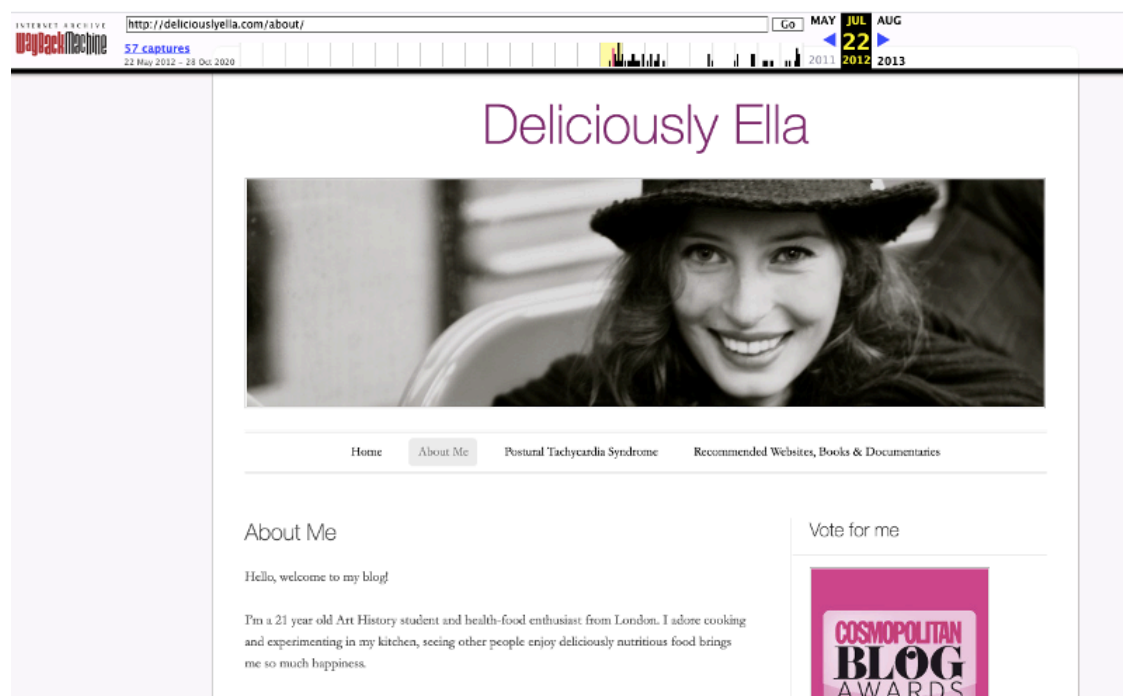 INTERNET ARCHIVE
WayBackMachine
http://deliciouslyella.com/about/
Go
MAY JUL AUG
57 captures
22
22 May 2012 – 28 Oct 2020
2011 2012 2013
Deliciously Ella
Home About Me Postural Tachycardia Syndrome Recommended Websites, Books & Documentaries
About Me
Vote for me
Hello, welcome to my blog!
I'm a 21 year old Art History student and health-food enthusiast from London. I adore cooking
and experimenting in my kitchen, seeing other people enjoy deliciously nutritious food brings
me so much happiness.
COSMOPOLITAN
BLOG
AWARDS